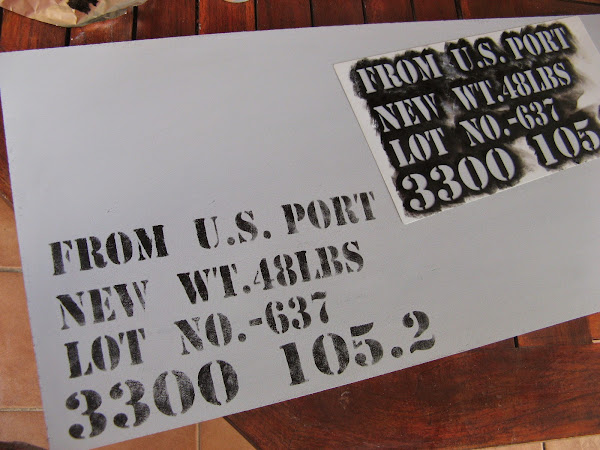 FROM U.S. PORT
NEW WT.48LBS
LOT NO.-637
3300 105.2
FROM U.S. PORT
NEW WT.48LBS
LOT NO.-637
3300 105